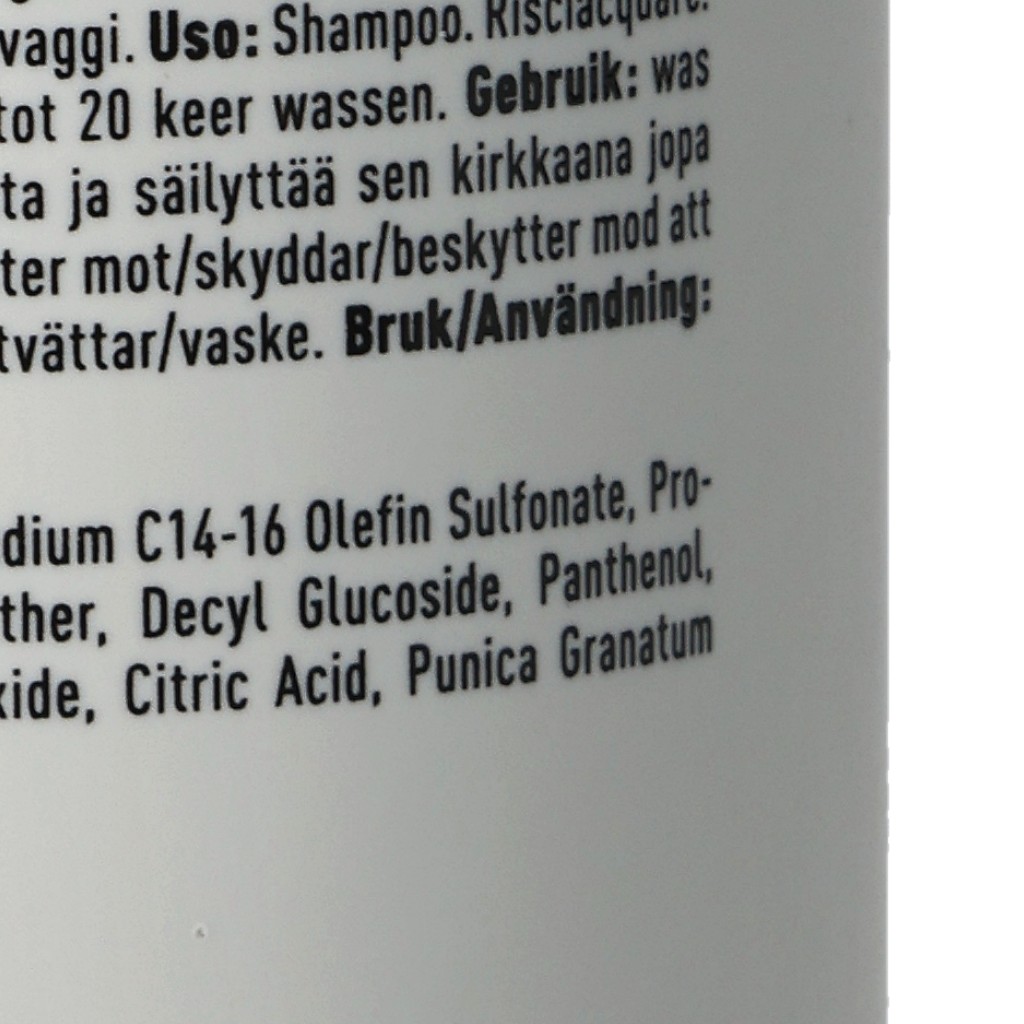 vaggi. Uso: Shampoo. Risciacquare.
tot 20 keer wassen. Gebruik: was
ta ja säilyttää sen kirkkaana jopa
ter mot/skyddar/beskytter mod att
tvättar/vaske. Bruk/Användning:
dium C14-16 Olefin Sulfonate, Pro-
ther, Decyl Glucoside, Panthenol,
xide, Citric Acid, Punica Granatum